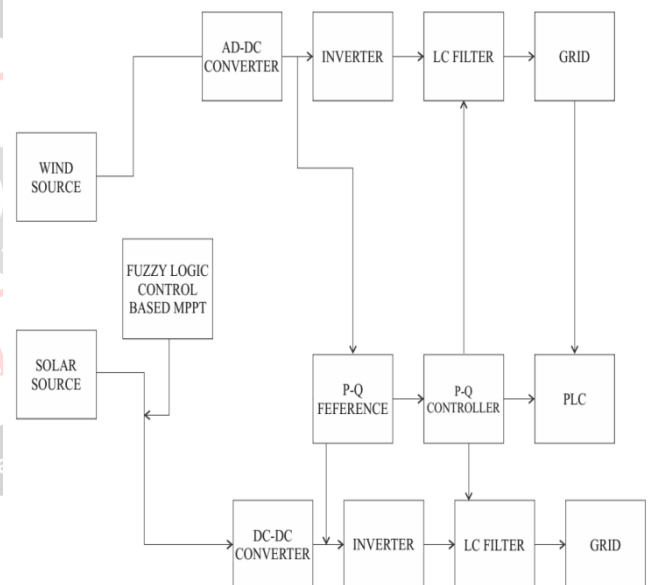 AD-DC
CONVERTER
INVERTER
LC FILTER
GRID
WIND
SOURCE
FUZZY LOGIC
CONTROL
BASED MPPT
SOLAR
SOURCE
P-Q
FEFERENCE
P-Q
CONTROLLER
PLC
DC-DC
CONVERTER
INVERTER
LC FILTER
GRID